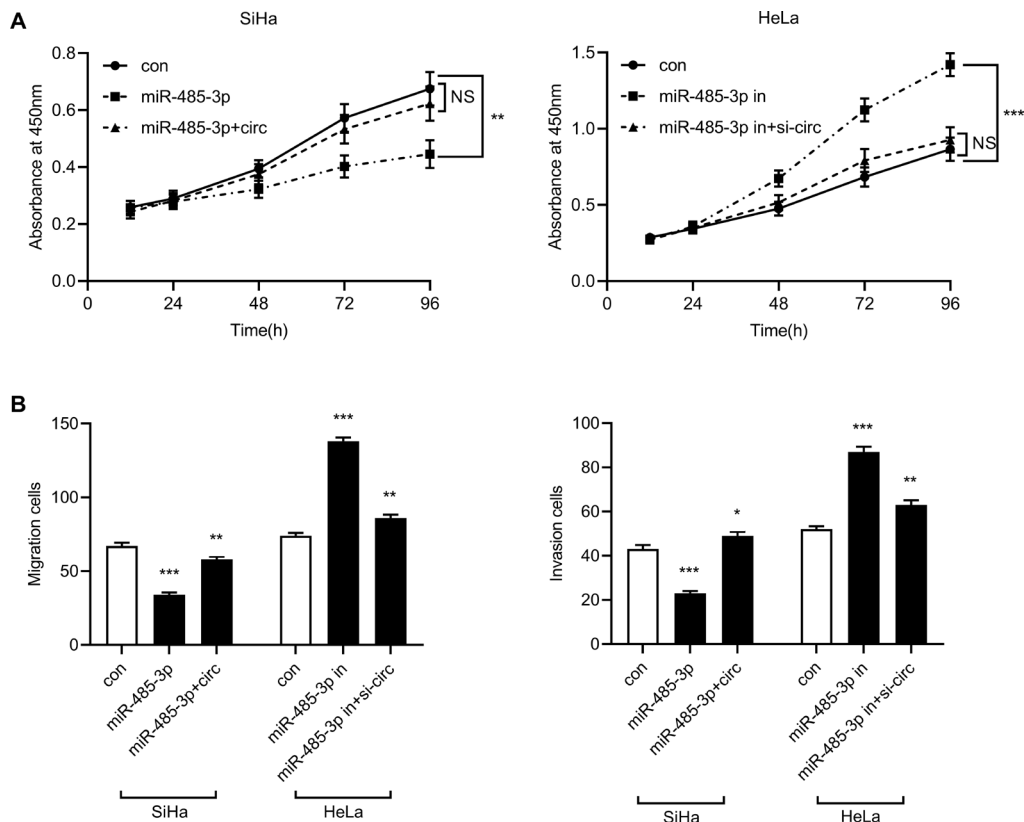 A
SiHa
HeLa
con
miR-485-3p
miR-485-3p+circ
NS
**
Absorbance at 450nm
0.8
0.6
0.4
0.2
0.0
0
24
48
72
96
Time(h)
con
miR-485-3p in
miR-485-3p in+si-circ
NS
***
Absorbance at 450nm
1.5
1.0
0.5
0.0
0
24
48
72
96
Time(h)
B
Migration cells
150
100
50
0
***
**
***
**
con
miR-485-3p
miR-485-3p+circ
con
miR-485-3p in
miR-485-3p in+si-circ
SiHa
HeLa
Invasion cells
100
80
60
40
20
0
***
*
***
**
con
miR-485-3p
miR-485-3p+circ
con
miR-485-3p in
miR-485-3p in+si-circ
SiHa
HeLa